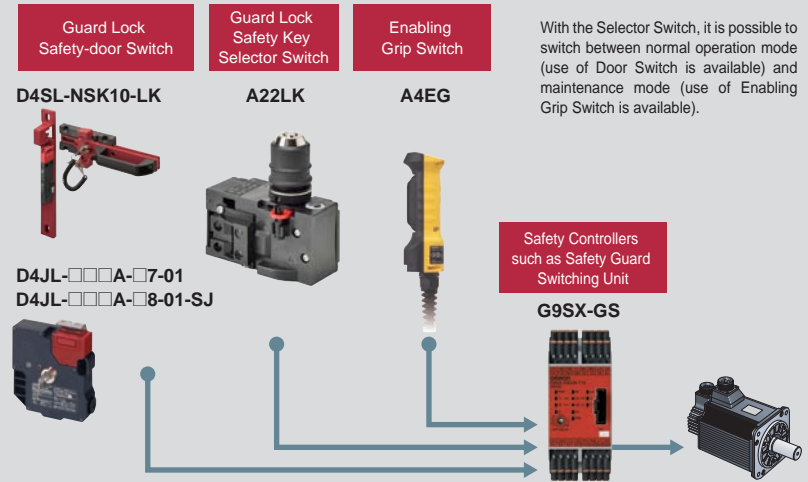 Guard Lock
Safety-door Switch
Guard Lock
Safety Key
Selector Switch
Enabling
Grip Switch
With the Selector Switch, it is possible to
switch between normal operation mode
(use of Door Switch is available) and
maintenance mode (use of Enabling
Grip Switch is available).
D4SL-NSK10-LK
A22LK
A4EG
D4JL-□□□A-□7-01
D4JL-□□□A-□8-01-SJ
Safety Controllers
such as Safety Guard
Switching Unit
G9SX-GS